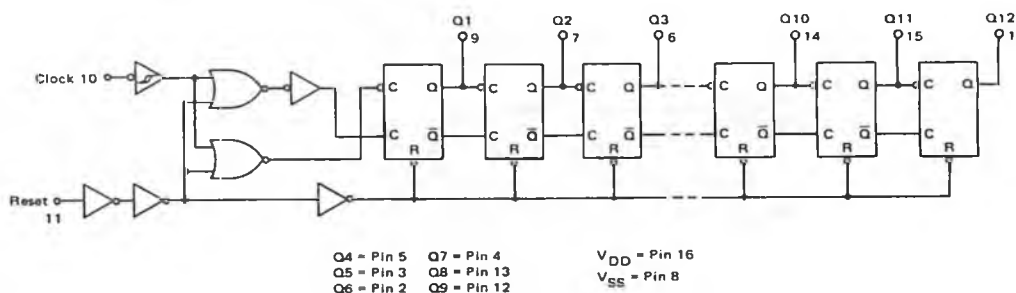 Q1 Q2 Q3 Q10 Q11 Q12
9 7 6 14 15 1
Clock 10
C Q C Q C Q C Q C Q C Q
C Q̅ C Q̅ C Q̅ C Q̅ C Q̅ C
R R R R R R
Reset
11
Q4 = Pin 5 Q7 = Pin 4 VDD = Pin 16
Q5 = Pin 3 Q8 = Pin 13 VSS = Pin 8
Q6 = Pin 2 Q9 = Pin 12